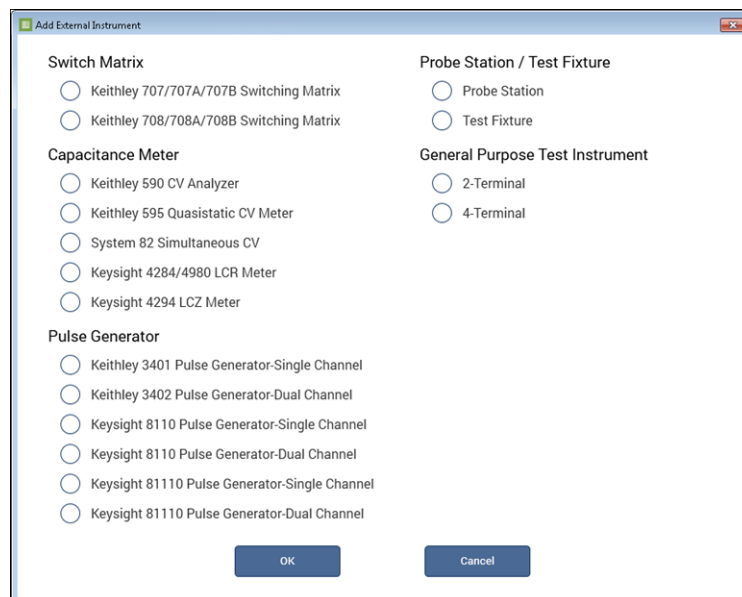 Add External Instrument
Switch Matrix
Keithley 707/707A/707B Switching Matrix
Keithley 708/708A/708B Switching Matrix
Capacitance Meter
Keithley 590 CV Analyzer
Keithley 595 Quasistatic CV Meter
System 82 Simultaneous CV
Keysight 4284/4980 LCR Meter
Keysight 4294 LCZ Meter
Pulse Generator
Keithley 3401 Pulse Generator-Single Channel
Keithley 3402 Pulse Generator-Dual Channel
Keysight 8110 Pulse Generator-Single Channel
Keysight 8110 Pulse Generator-Dual Channel
Keysight 81110 Pulse Generator-Single Channel
Keysight 81110 Pulse Generator-Dual Channel
Probe Station / Test Fixture
Probe Station
Test Fixture
General Purpose Test Instrument
2-Terminal
4-Terminal
OK
Cancel